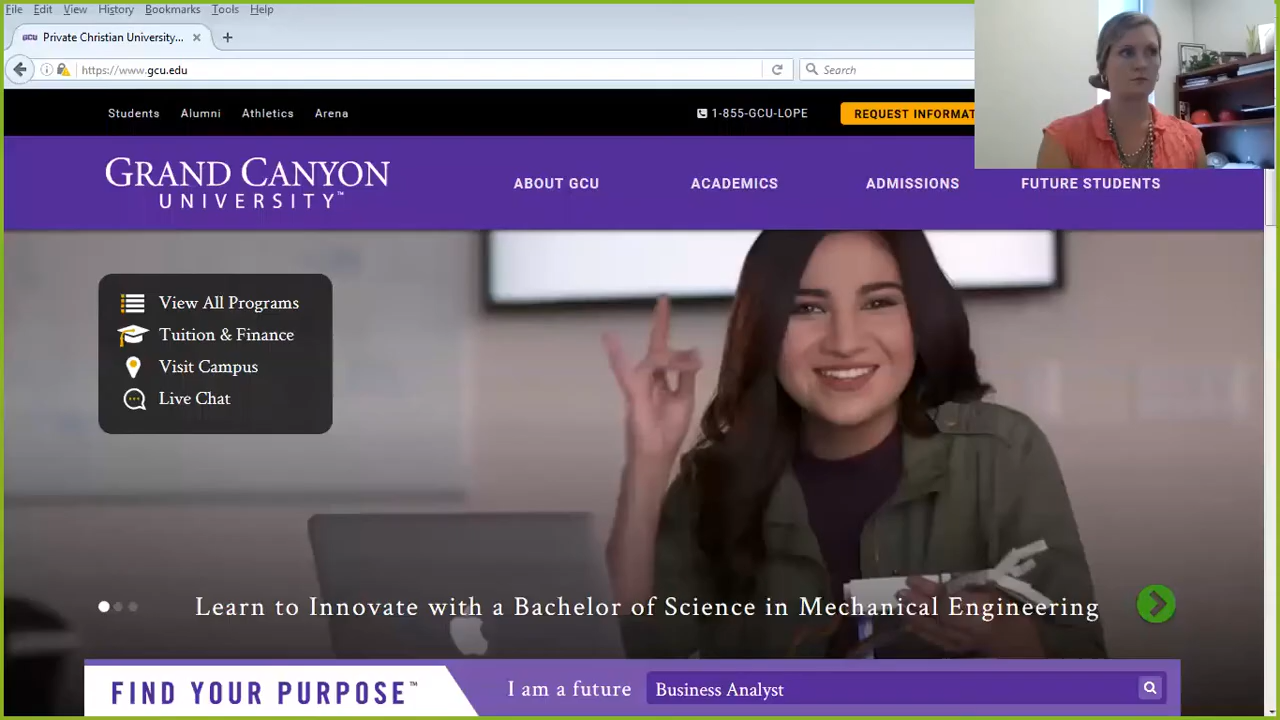 File Edit View History Bookmarks Tools Help
GCU Private Christian University...
https://www.gcu.edu
Search
Students Alumni Athletics Arena
1-855-GCU-LOPE
REQUEST INFORMAT
GRAND CANYON
UNIVERSITY™
ABOUT GCU ACADEMICS ADMISSIONS FUTURE STUDENTS
View All Programs
Tuition & Finance
Visit Campus
Live Chat
Learn to Innovate with a Bachelor of Science in Mechanical Engineering
FIND YOUR PURPOSE™
I am a future Business Analyst